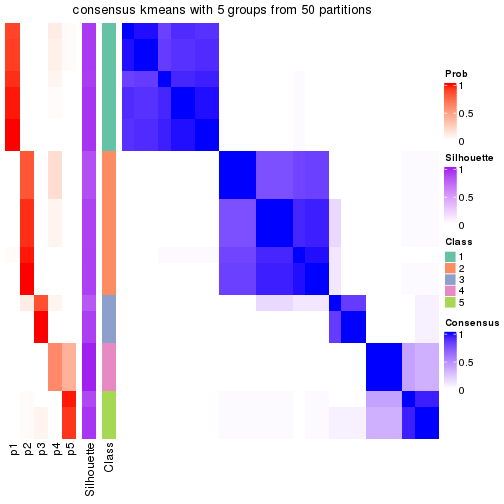 consensus kmeans with 5 groups from 50 partitions
Prob
1
0.5
0
Silhouette
1
0.5
0
Class
1
2
3
4
5
Consensus
1
0.5
0
p1
p2
p3
p4
p5
Silhouette
Class